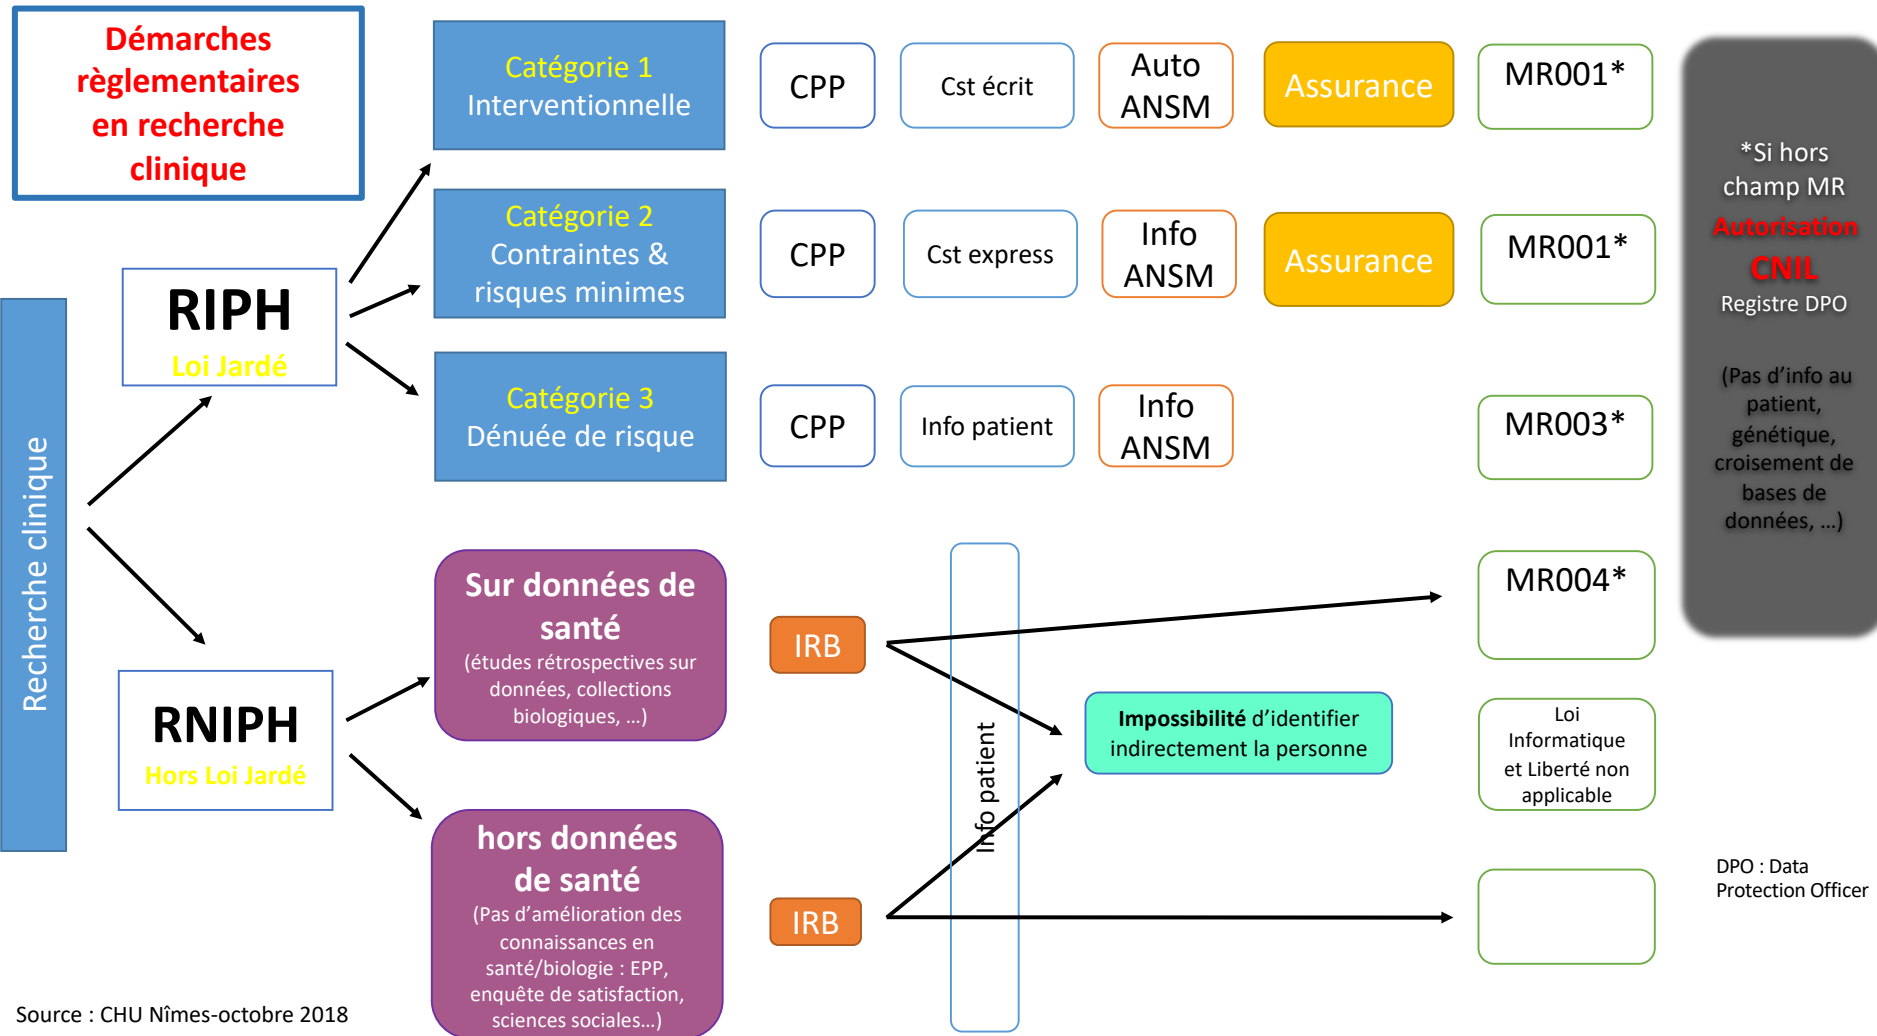 Démarches
règlementaires
en recherche
clinique
Catégorie 1
Interventionnelle
CPP
Cst écrit
Auto
ANSM
Assurance
MR001*
Catégorie 2
Contraintes &
risques minimes
CPP
Cst express
Info
ANSM
Assurance
MR001*
RIPH
Loi Jardé
Catégorie 3
Dénuée de risque
CPP
Info patient
Info
ANSM
MR003*
*Si hors
champ MR
Autorisation
CNIL
Registre DPO
(Pas d'info au
patient,
génétique,
croisement de
bases de
données, ...)
Recherche clinique
RNIPH
Hors Loi Jardé
Sur données de
santé
(études rétrospectives sur
données, collections
biologiques, ...)
IRB
Info patient
MR004*
Impossibilité d'identifier
indirectement la personne
Loi
Informatique
et Liberté non
applicable
hors données
de santé
(Pas d'amélioration des
connaissances en
santé/biologie : EPP,
enquête de satisfaction,
sciences sociales...)
IRB
DPO : Data
Protection Officer
Source : CHU Nîmes-octobre 2018